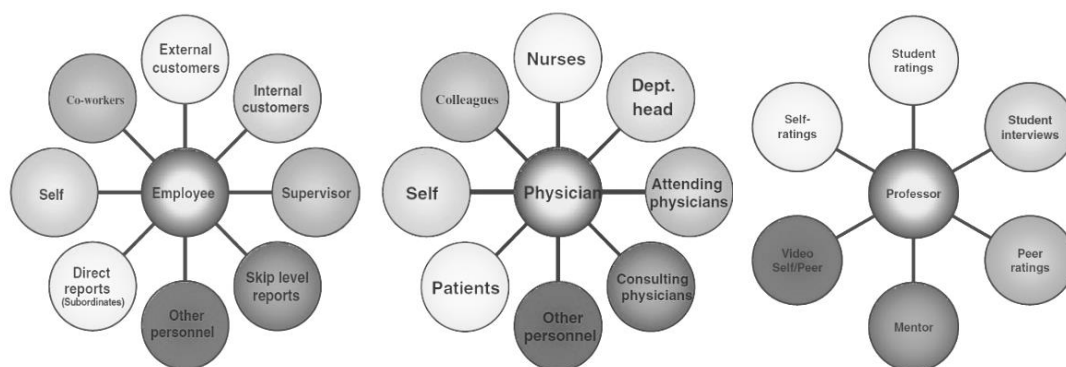 External
customers
Internal
customers
Supervisor
Skip level
reports
Other
personnel
Direct
reports
(Subordinates)
Self
Co-workers
Employee
Nurses
Dept.
head
Attending
physicians
Consulting
physicians
Other
personnel
Patients
Self
Colleagues
Physician
Student
ratings
Student
interviews
Peer
ratings
Mentor
Video
Self/Peer
Self-
ratings
Professor